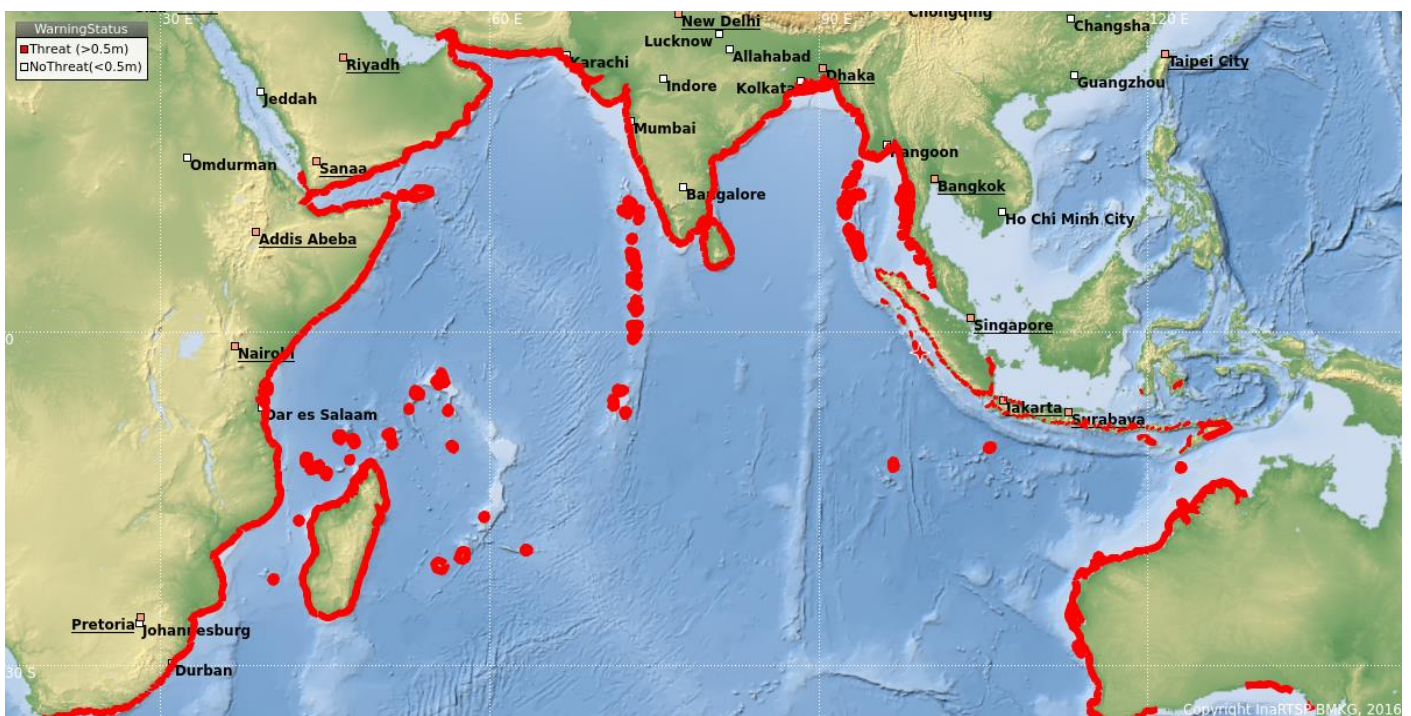 30 E
60 E
90 E
120 E
WarningStatus
Threat (>0.5m)
NoThreat(<0.5m)
New Delhi
Chongqing
Changsha
Lucknow
Allahabad
Riyadh
Karachi
Taipei City
Indore
Kolkata
Dhaka
Guangzhou
Jeddah
Mumbai
Omdurman
Sanaa
Rangoon
Bangalore
Bangkok
Ho Chi Minh City
Addis Abeba
Singapore
0
Nairobi
Dar es Salaam
Jakarta
Surabaya
Pretoria
Johannesburg
30 S
Durban
Copyright InaRTSP BMKG, 2016